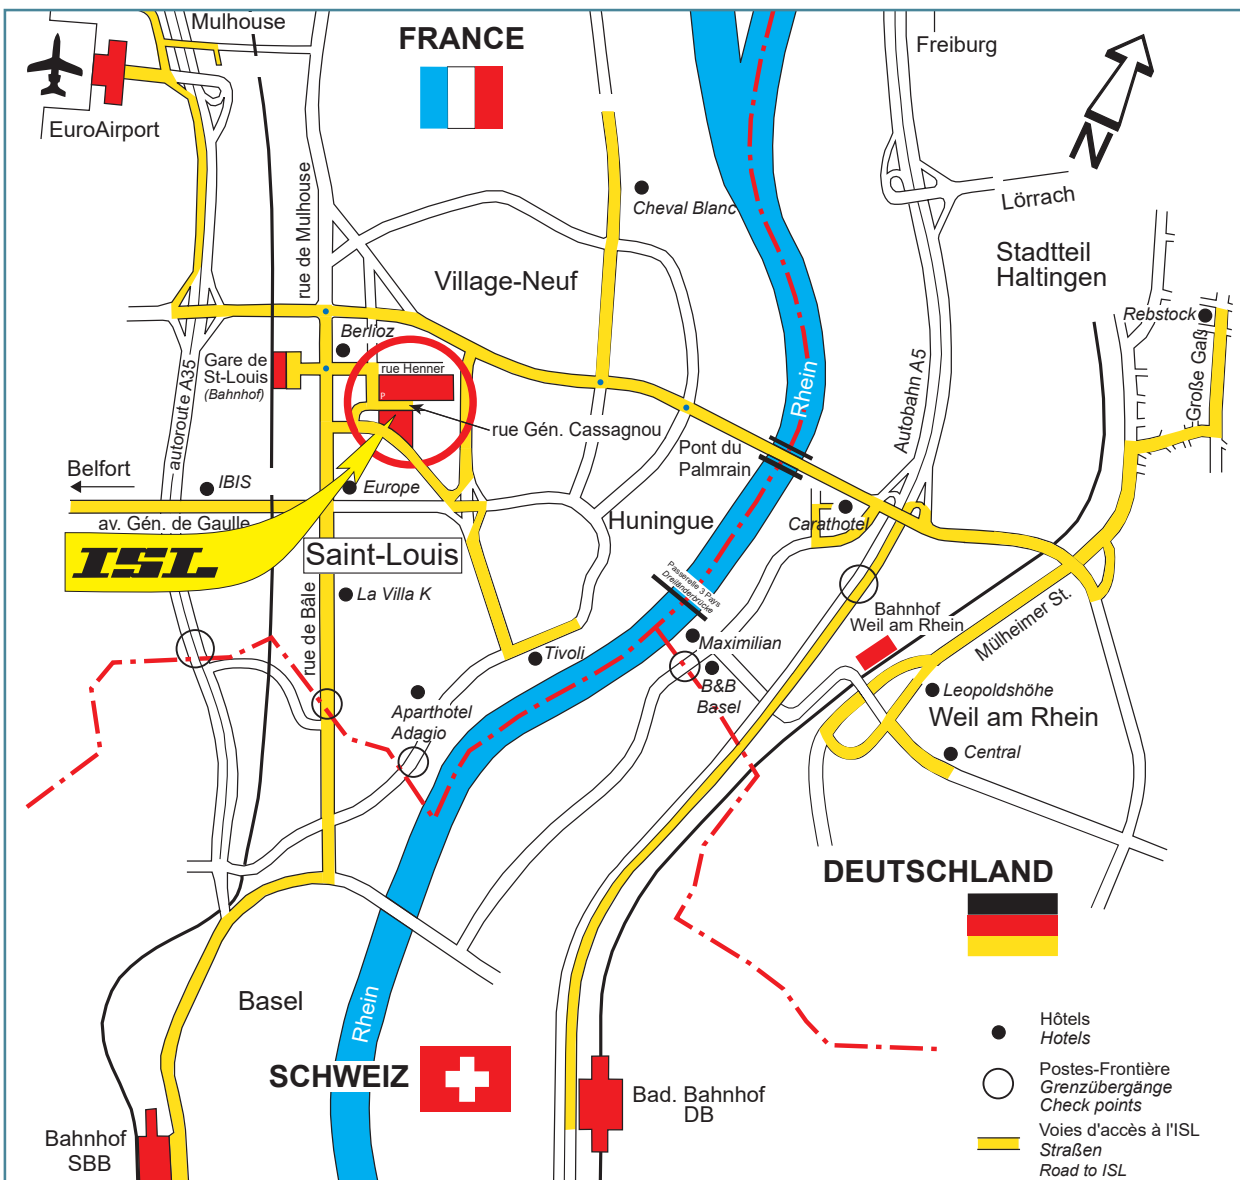 Mulhouse
FRANCE
Freiburg
N
EuroAirport
rue de Mulhouse
Cheval Blanc
Lörrach
Stadtteil
Haltingen
Village-Neuf
Rebstock
Berlioz
Gare de
St-Louis
(Bahnhof)
rue Henner
P
autoroute A35
Rhein
Autobahn A5
Große Gaß
rue Gén. Cassagnou
Pont du
Palmrain
Belfort
IBIS
Europe
av. Gén. de Gaulle
Huningue
Carathotel
ISL
Saint-Louis
Passerelle 3 Pays
Dreiländerbrücke
La Villa K
rue de Bâle
Bahnhof
Weil am Rhein
Mülheimer St.
Maximilian
Tivoli
B&B
Basel
Leopoldshöhe
Weil am Rhein
Aparthotel
Adagio
Central
DEUTSCHLAND
Basel
Rhein
SCHWEIZ
Bad. Bahnhof
DB
Bahnhof
SBB
Hôtels
Hotels
Postes-Frontière
Grenzübergänge
Check points
Voies d'accès à l'ISL
Straßen
Road to ISL